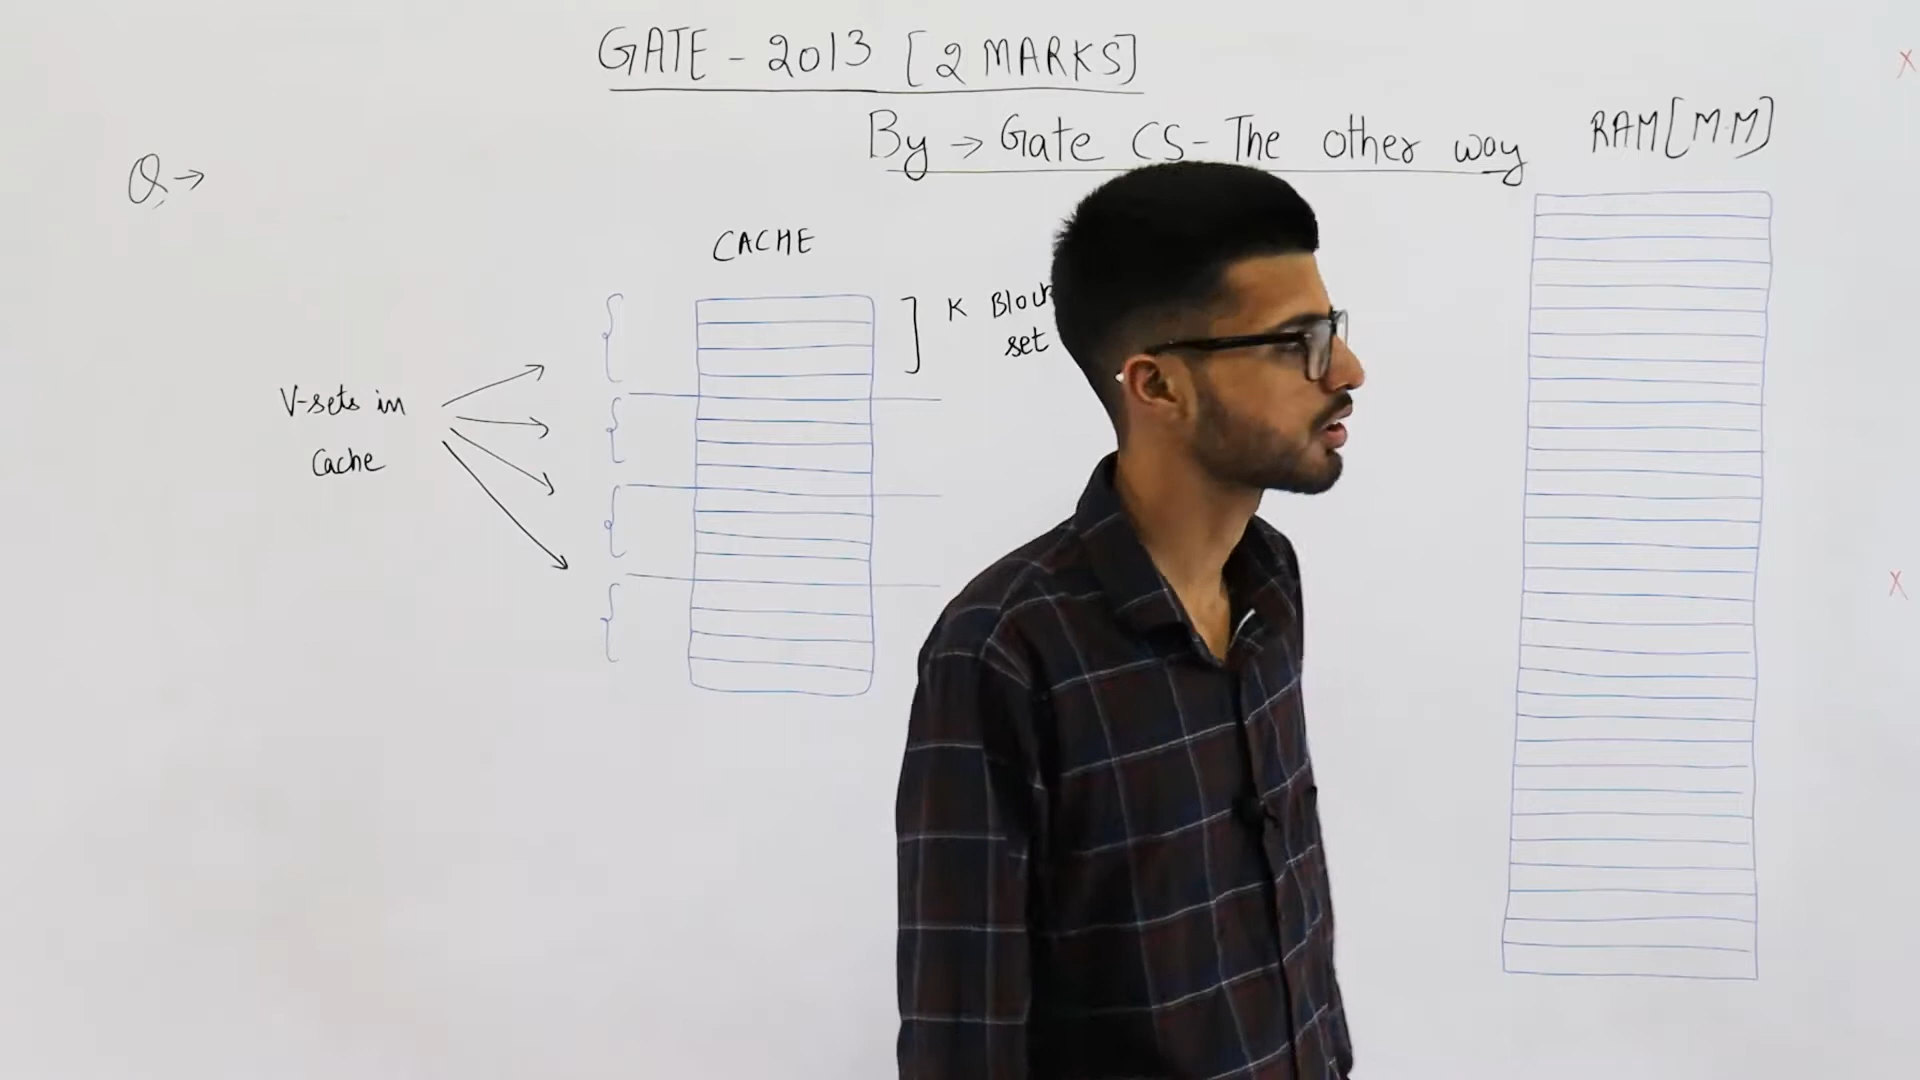 GATE - 2013 [2 MARKS]
By → Gate CS - The other way
RAM[M.M]
Q →
CACHE
K
set
V-sets in
Cache
X
X